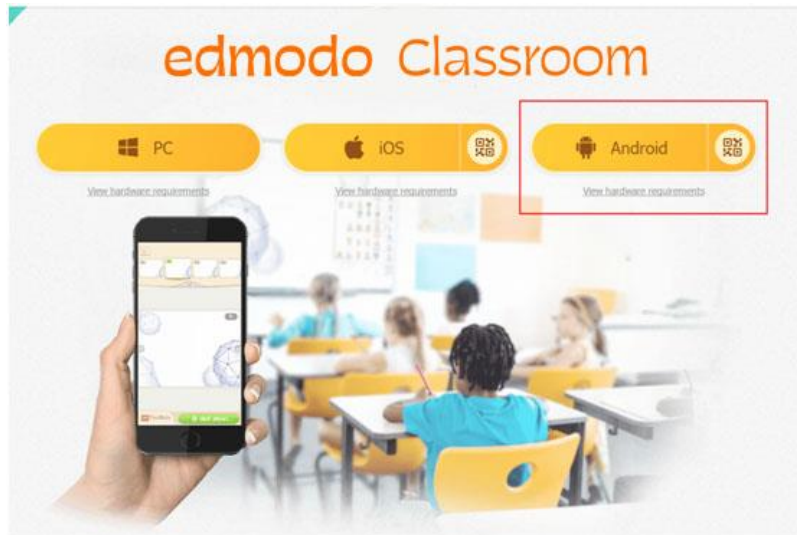 edmodo Classroom
PC
iOS
Android
View hardware requirements
View hardware requirements
View hardware requirements